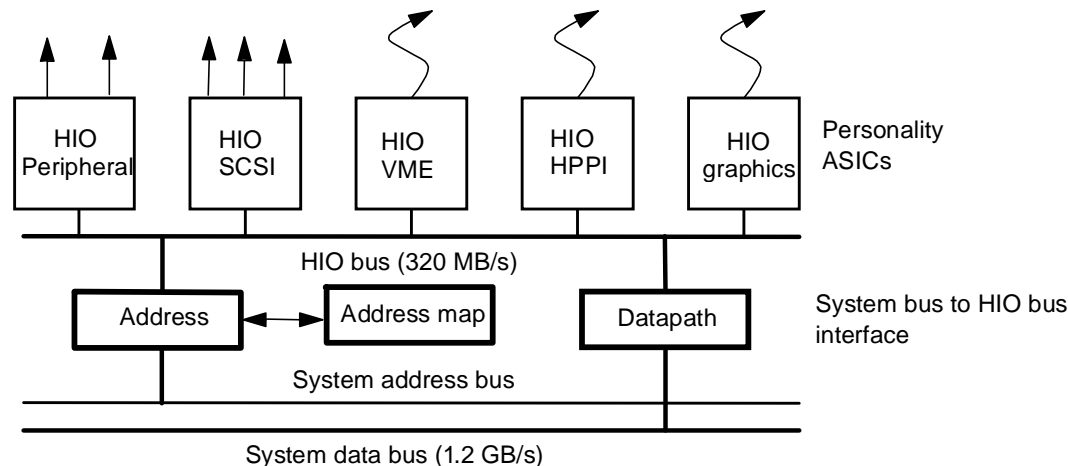 HIO
Peripheral
HIO
SCSI
HIO
VME
HIO
HPPI
HIO
graphics
Personality
ASICs
HIO bus (320 MB/s)
Address
Address map
Datapath
System bus to HIO bus
interface
System address bus
System data bus (1.2 GB/s)